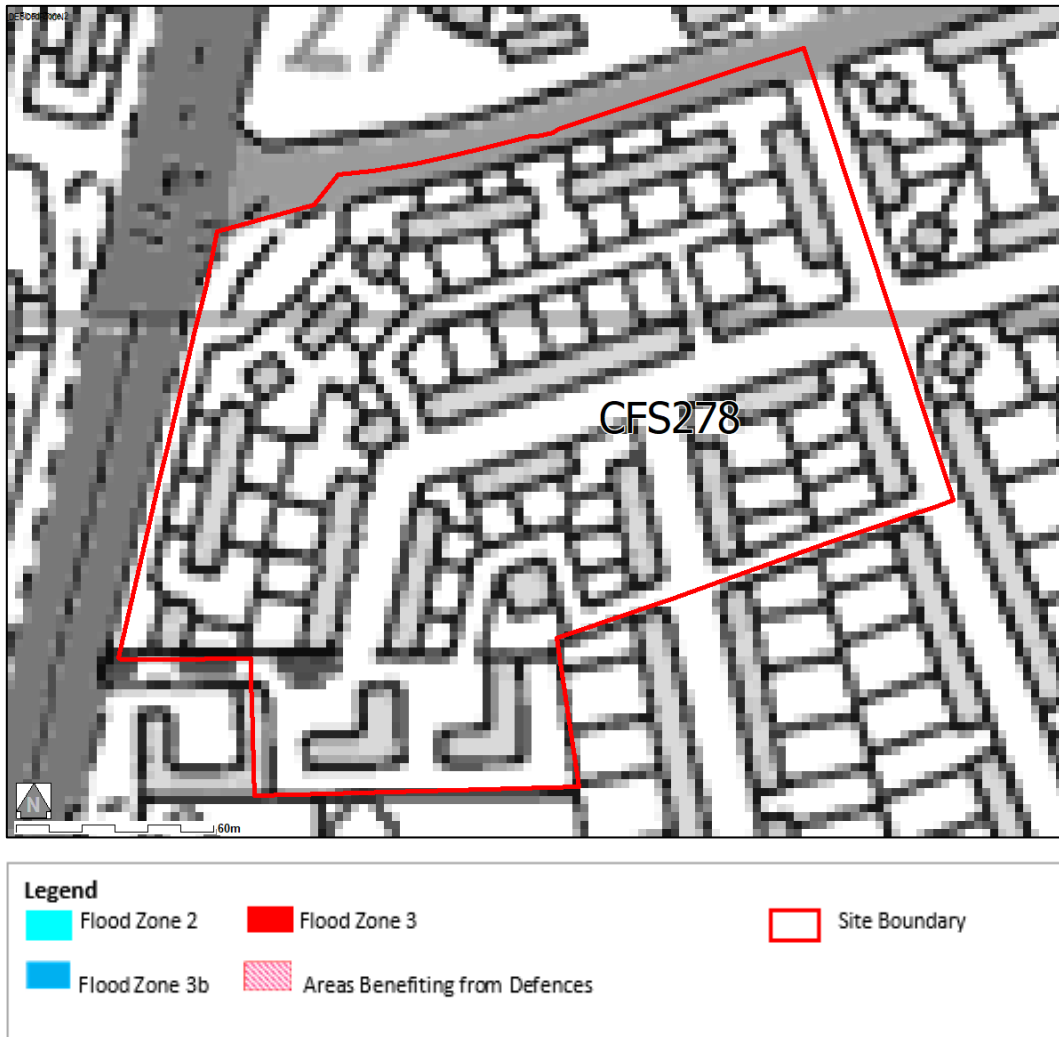 CFS278
N
60m
Legend
Flood Zone 2
Flood Zone 3
Site Boundary
Flood Zone 3b
Areas Benefiting from Defences